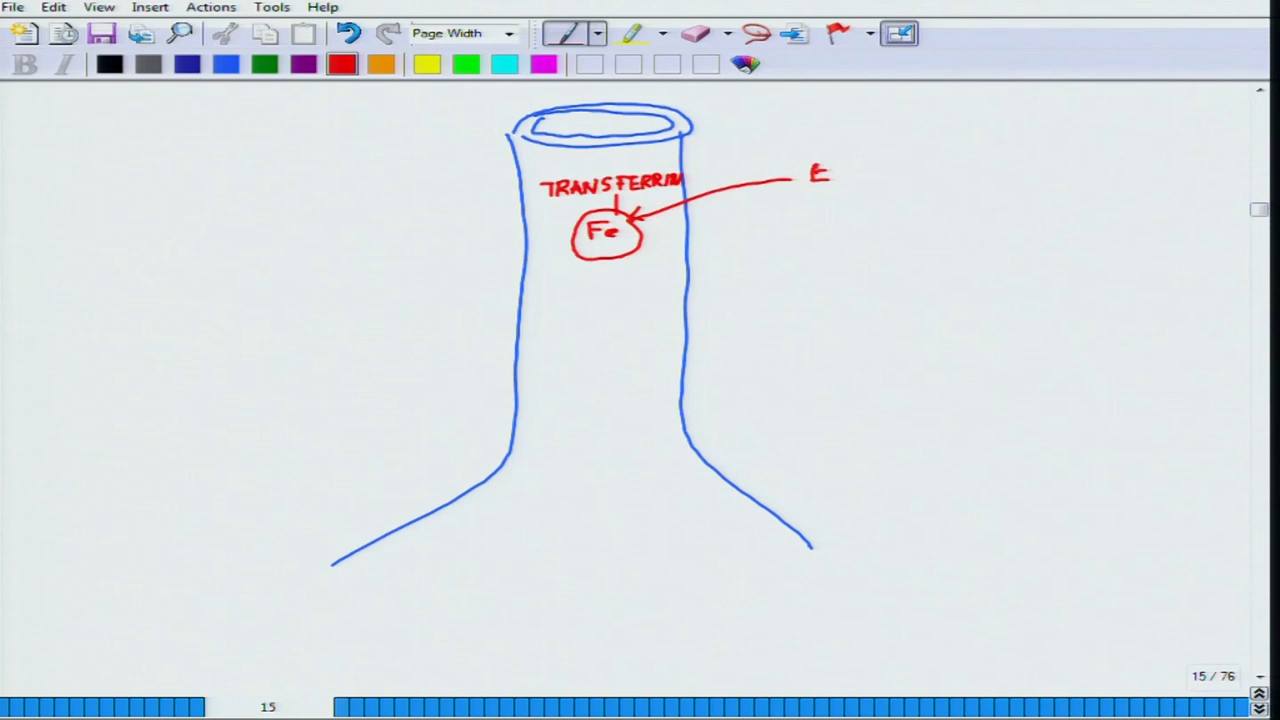 File Edit View Insert Actions Tools Help
Page Width
B I
TRANSFERRIN
E
Fe
15 / 76
15